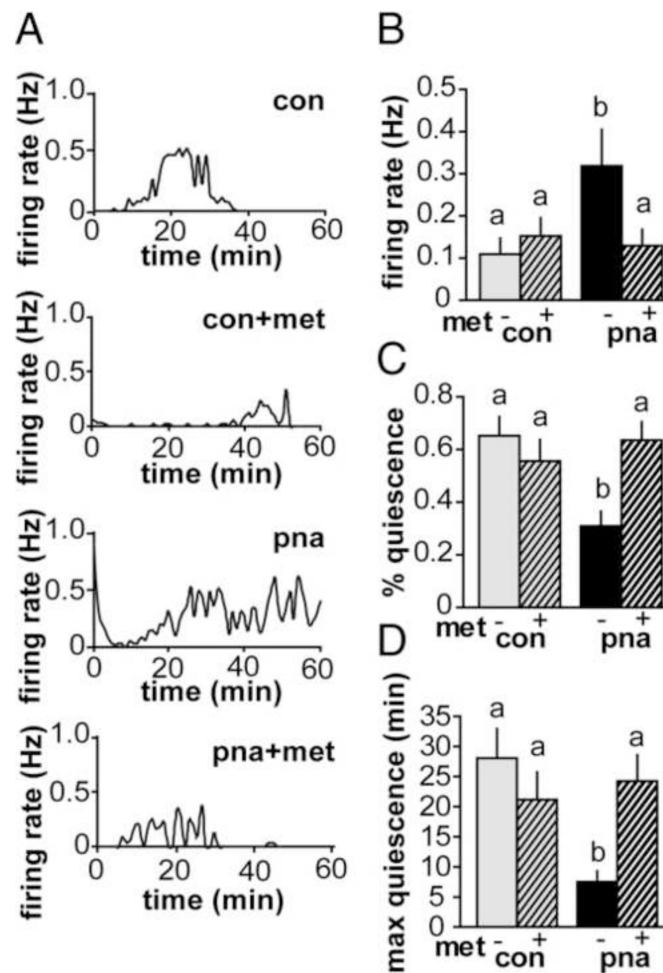 A
con
firing rate (Hz)
1.0
0.5
0
0 20 40 60
time (min)
con+met
firing rate (Hz)
1.0
0.5
0
0 20 40 60
time (min)
pna
firing rate (Hz)
1.0
0.5
0
0 20 40 60
time (min)
pna+met
firing rate (Hz)
1.0
0.5
0
0 20 40 60
time (min)
B
firing rate (Hz)
0.5
0.4
0.3
0.2
0.1
0
a a b a
met - + - +
con pna
C
% quiescence
0.8
0.6
0.4
0.2
0
a a b a
met - + - +
con pna
D
max quiescence (min)
35
30
25
20
15
10
5
0
a a b a
met - + - +
con pna